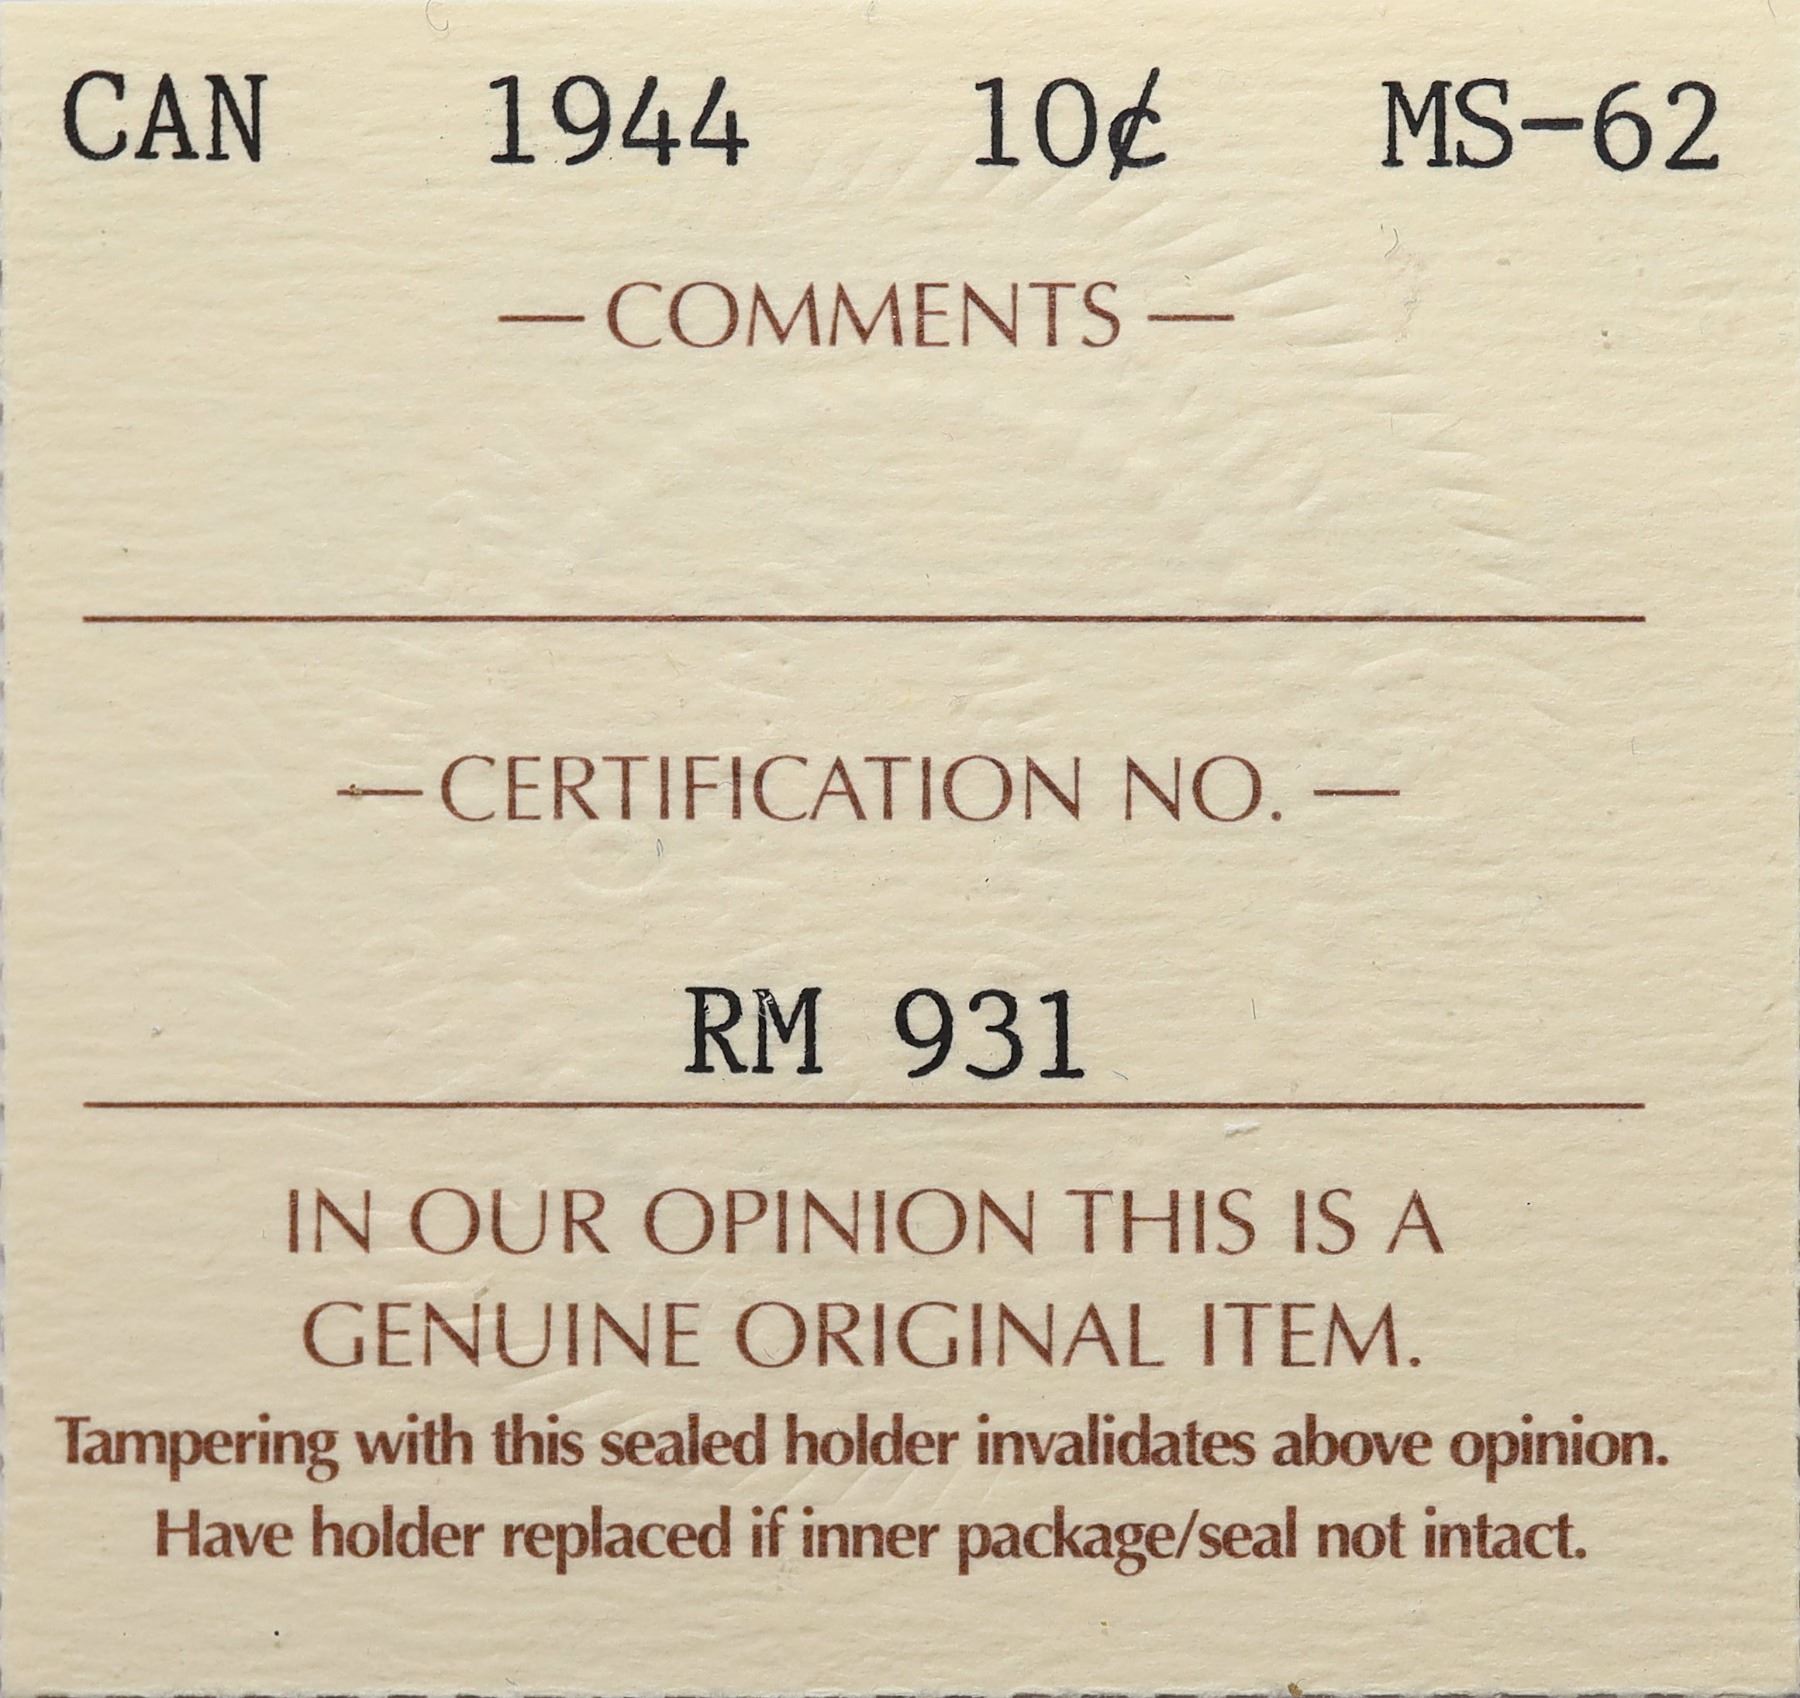 CAN 1944 10¢ MS-62
— COMMENTS —
— CERTIFICATION NO. —
RM 931
IN OUR OPINION THIS IS A
GENUINE ORIGINAL ITEM.
Tampering with this sealed holder invalidates above opinion.
Have holder replaced if inner package/seal not intact.